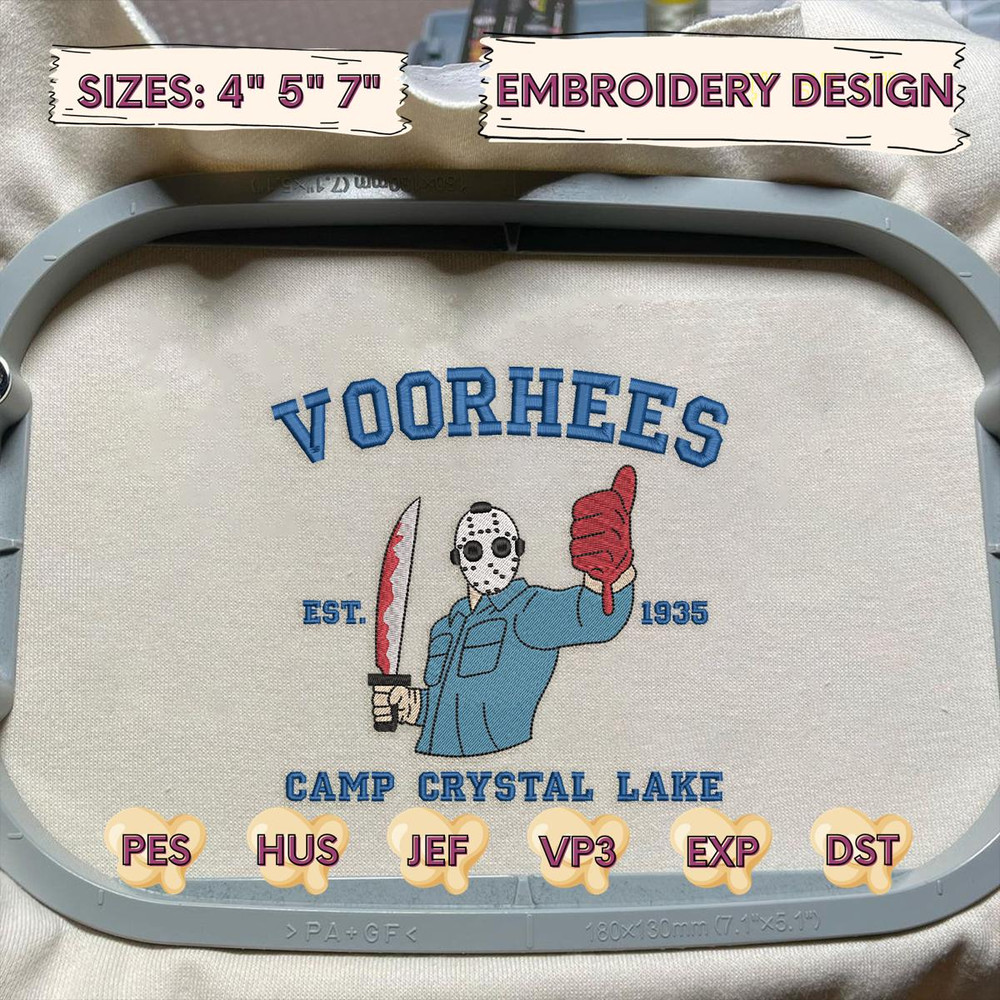 SIZES: 4" 5" 7"
EMBROIDERY DESIGN
VOORHEES
EST.
1935
CAMP CRYSTAL LAKE
PES
HUS
JEF
VP3
EXP
DST
>PA+GF<
180x130mm (7.1"x5.1")